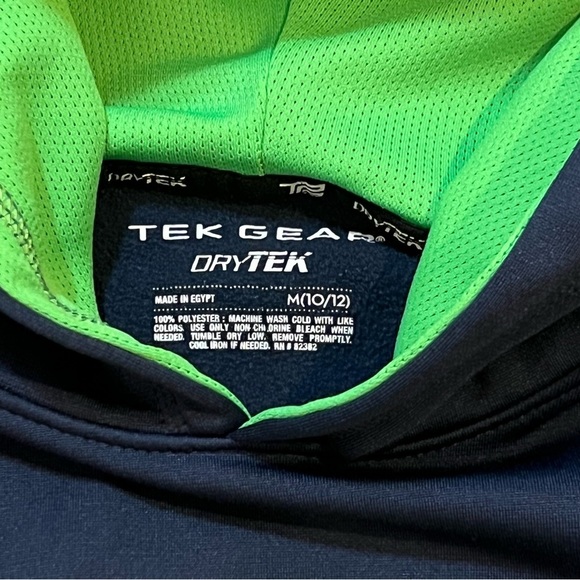 DRYTEK
DRYTEK
TEK GEAR®
DRYTEK
MADE IN EGYPT M(10/12)
100% POLYESTER : MACHINE WASH COLD WITH LIKE
COLORS. USE ONLY NON-CHLORINE BLEACH WHEN
NEEDED. TUMBLE DRY LOW. REMOVE PROMPTLY.
COOL IRON IF NEEDED. RN # 82382